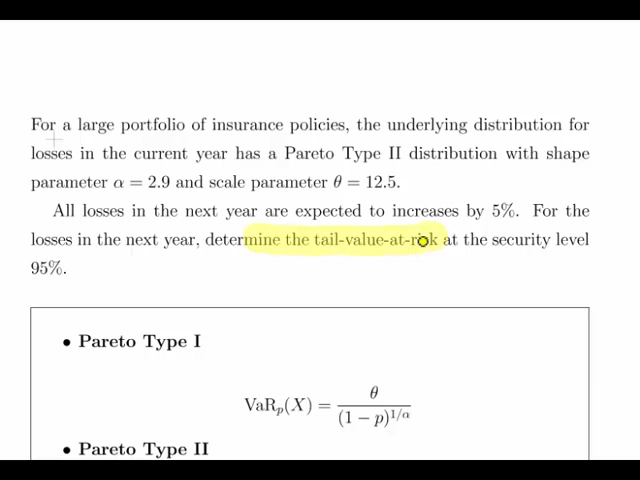 For a large portfolio of insurance policies, the underlying distribution for
losses in the current year has a Pareto Type II distribution with shape
parameter α = 2.9 and scale parameter θ = 12.5.
All losses in the next year are expected to increases by 5%. For the
losses in the next year, determine the tail-value-at-risk at the security level
95%.
• Pareto Type I
VaRₚ(X) = θ / (1 − p)^{1/α}
• Pareto Type II